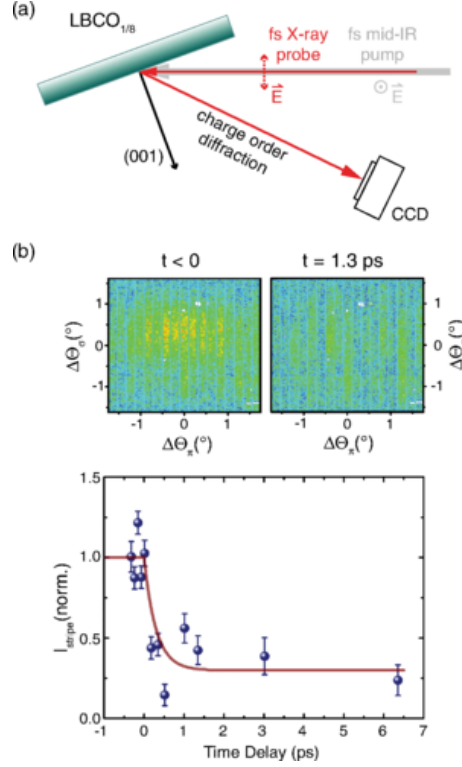 (a)
LBCO1/8
fs X-ray
probe
fs mid-IR
pump
E
E
charge order
diffraction
(001)
CCD
(b)
t < 0
t = 1.3 ps
ΔΘσ(°)
1
0
-1
1
0
-1
ΔΘσ(°)
-1 0 1
-1 0 1
ΔΘπ(°)
ΔΘπ(°)
Istripe(norm.)
1.5
1.0
0.5
0.0
-1 0 1 2 3 4 5 6 7
Time Delay (ps)